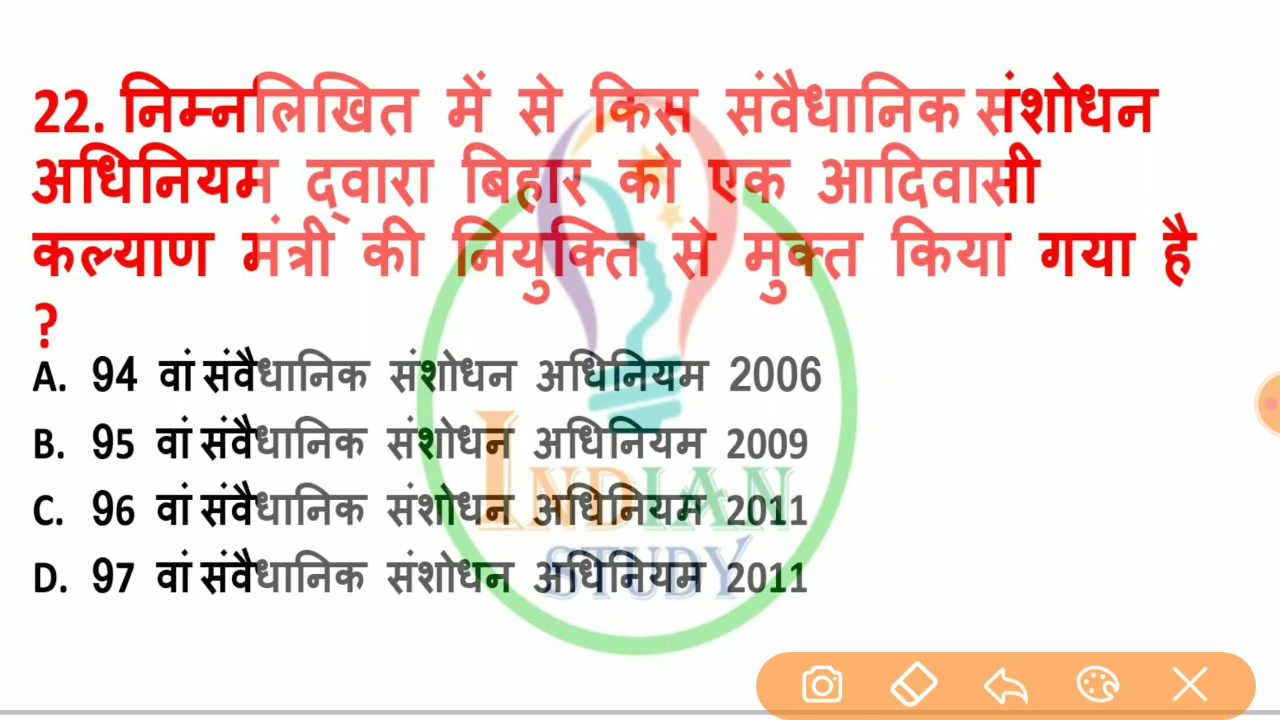 22. निम्नलिखित में से किस संवैधानिक संशोधन
अधिनियम द्वारा बिहार को एक आदिवासी
कल्याण मंत्री की नियुक्ति से मुक्त किया गया है
?
A. 94 वां संवैधानिक संशोधन अधिनियम 2006
B. 95 वां संवैधानिक संशोधन अधिनियम 2009
C. 96 वां संवैधानिक संशोधन अधिनियम 2011
D. 97 वां संवैधानिक संशोधन अधिनियम 2011
INDIAN
STUDY